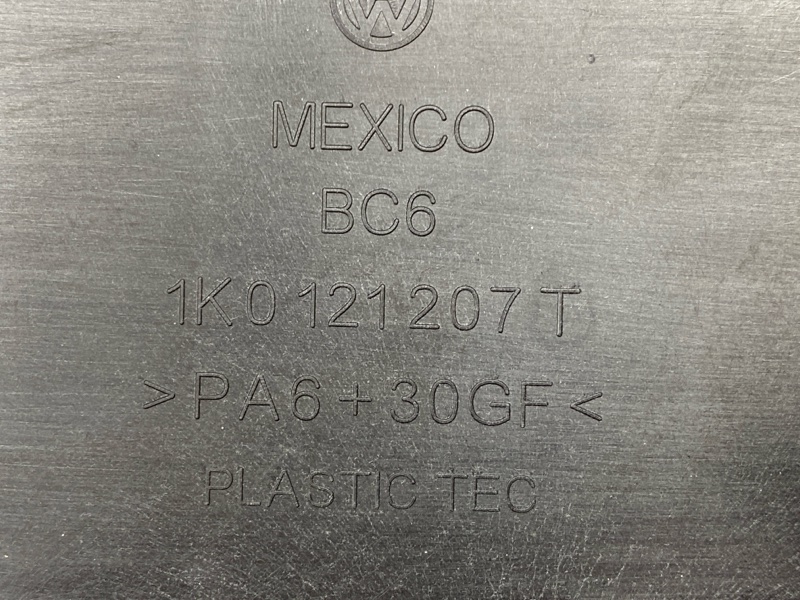 MEXICO
BC6
1K0 121 207 T
>PA6+30GF<
PLASTIC TEC